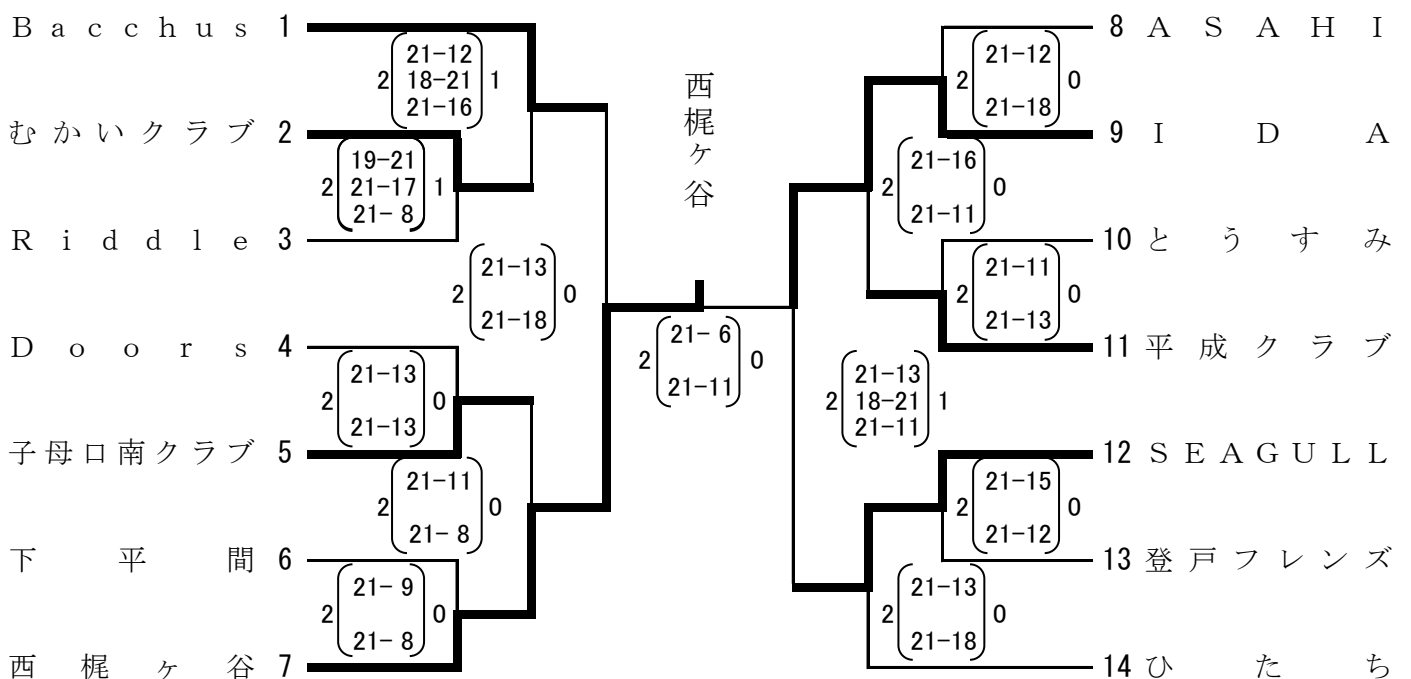 Bacchus 1
21-12
2 18-21 1
21-16
むかいクラブ 2
19-21
2 21-17 1
21- 8
Riddle 3
21-13
2 0
21-18
Doors 4
21-13
2 0
21-13
子母口南クラブ 5
21-11
2 0
21- 8
下平間 6
21- 9
2 0
21- 8
西梶ヶ谷 7
西梶ヶ谷
21- 6
2 0
21-11
8 ASAHI
21-12
2 0
21-18
9 IDA
21-16
2 0
21-11
10 とうすみ
21-11
2 0
21-13
11 平成クラブ
21-13
2 18-21 1
21-11
12 SEAGULL
21-15
2 0
21-12
13 登戸フレンズ
21-13
2 0
21-18
14 ひたち